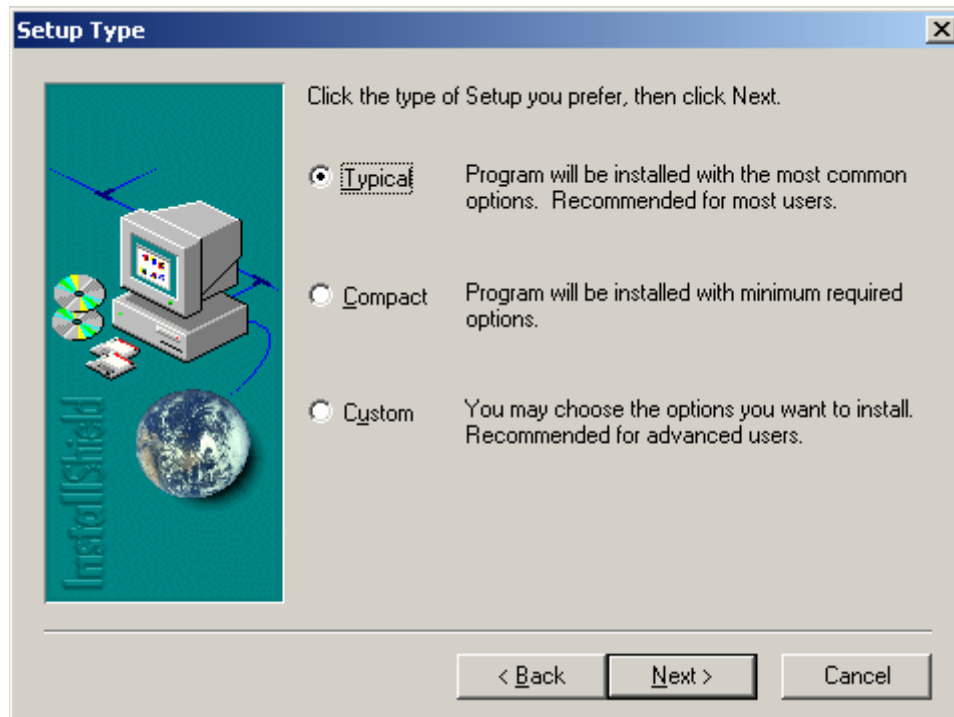 Setup Type
Click the type of Setup you prefer, then click Next.
Typical
Program will be installed with the most common
options.  Recommended for most users.
Compact
Program will be installed with minimum required
options.
Custom
You may choose the options you want to install.
Recommended for advanced users.
InstallShield
< Back
Next >
Cancel